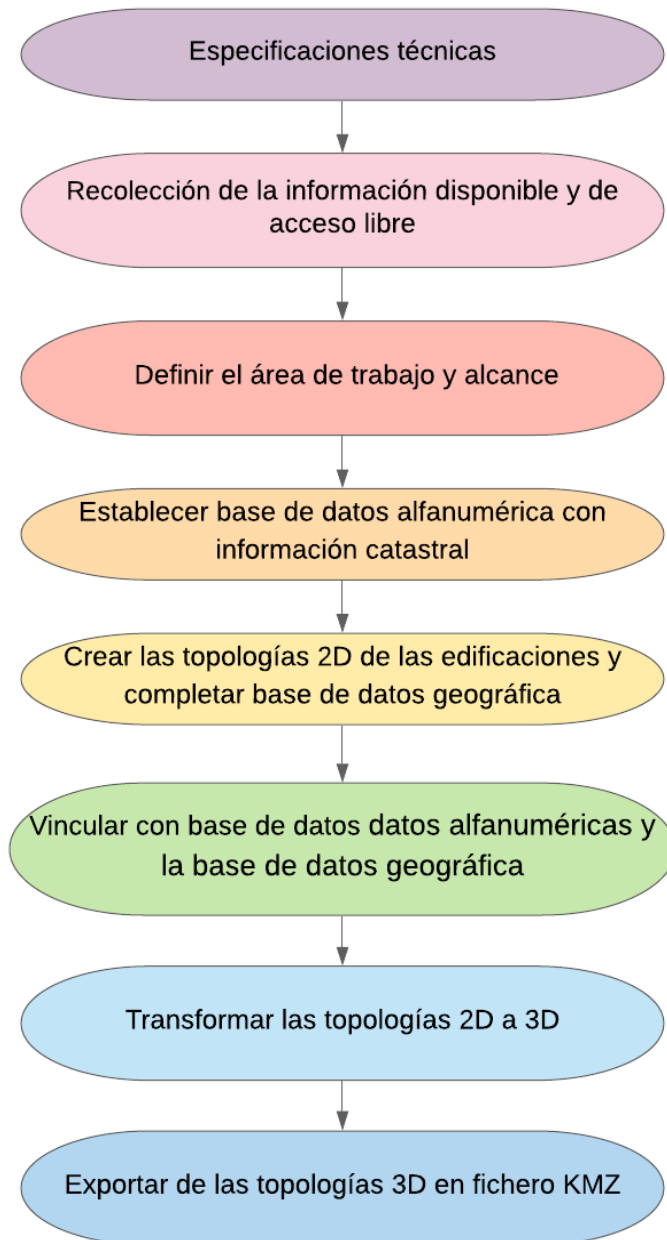 Especificaciones técnicas
Recolección de la información disponible y de
acceso libre
Definir el área de trabajo y alcance
Establecer base de datos alfanumérica con
información catastral
Crear las topologías 2D de las edificaciones y
completar base de datos geográfica
Vincular con base de datos datos alfanuméricas y
la base de datos geográfica
Transformar las topologías 2D a 3D
Exportar de las topologías 3D en fichero KMZ